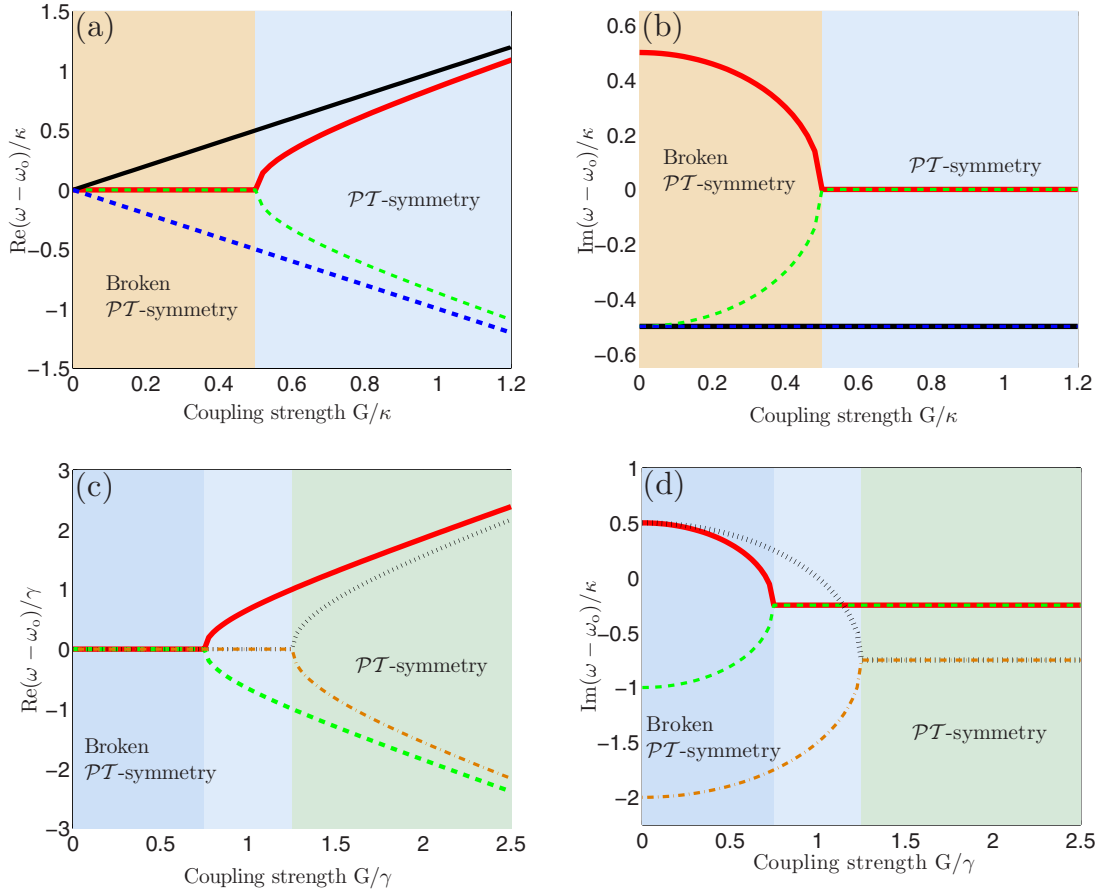 (a)
1.5
1
0.5
0
−0.5
−1
−1.5
Re(ω − ω₀)/κ
𝒫𝒯-symmetry
Broken
𝒫𝒯-symmetry
0 0.2 0.4 0.6 0.8 1 1.2
Coupling strength G/κ
(b)
0.6
0.4
0.2
0
−0.2
−0.4
−0.6
Im(ω − ω₀)/κ
Broken
𝒫𝒯-symmetry
𝒫𝒯-symmetry
0 0.2 0.4 0.6 0.8 1 1.2
Coupling strength G/κ
(c)
3
2
1
0
−1
−2
−3
Re(ω − ω₀)/γ
𝒫𝒯-symmetry
Broken
𝒫𝒯-symmetry
0 0.5 1 1.5 2 2.5
Coupling strength G/γ
(d)
1
0.5
0
−0.5
−1
−1.5
−2
Im(ω − ω₀)/κ
Broken
𝒫𝒯-symmetry
𝒫𝒯-symmetry
0 0.5 1 1.5 2 2.5
Coupling strength G/γ